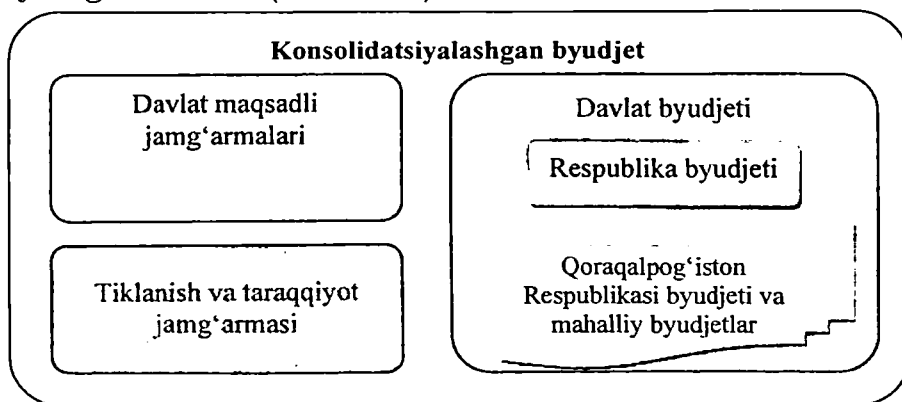 Konsolidatsiyalashgan byudjet
Davlat maqsadli
jamg‘armalari
Tiklanish va taraqqiyot
jamg‘armasi
Davlat byudjeti
Respublika byudjeti
Qoraqalpog‘iston
Respublikasi byudjeti va
mahalliy byudjetlar